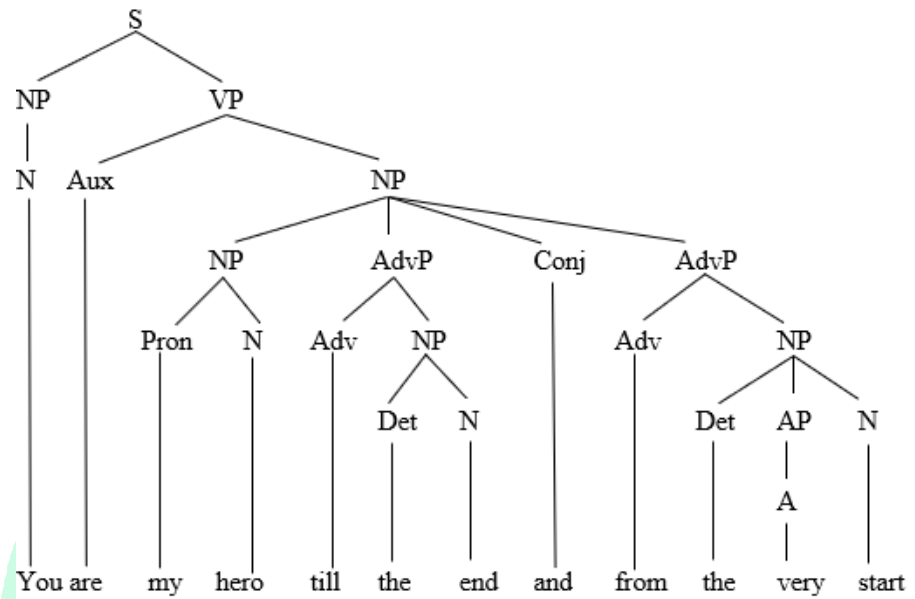 S
NP VP
N Aux NP
NP AdvP Conj AdvP
Pron N Adv NP Adv NP
Det N Det AP N
A
You are my hero till the end and from the very start